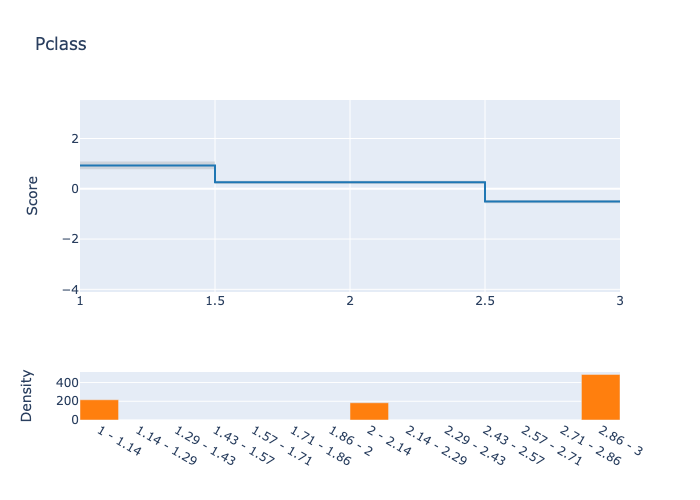 Pclass
Score
2
0
−2
−4
1
1.5
2
2.5
3
Density
400
200
0
1 - 1.14
1.14 - 1.29
1.29 - 1.43
1.43 - 1.57
1.57 - 1.71
1.71 - 1.86
1.86 - 2
2 - 2.14
2.14 - 2.29
2.29 - 2.43
2.43 - 2.57
2.57 - 2.71
2.71 - 2.86
2.86 - 3